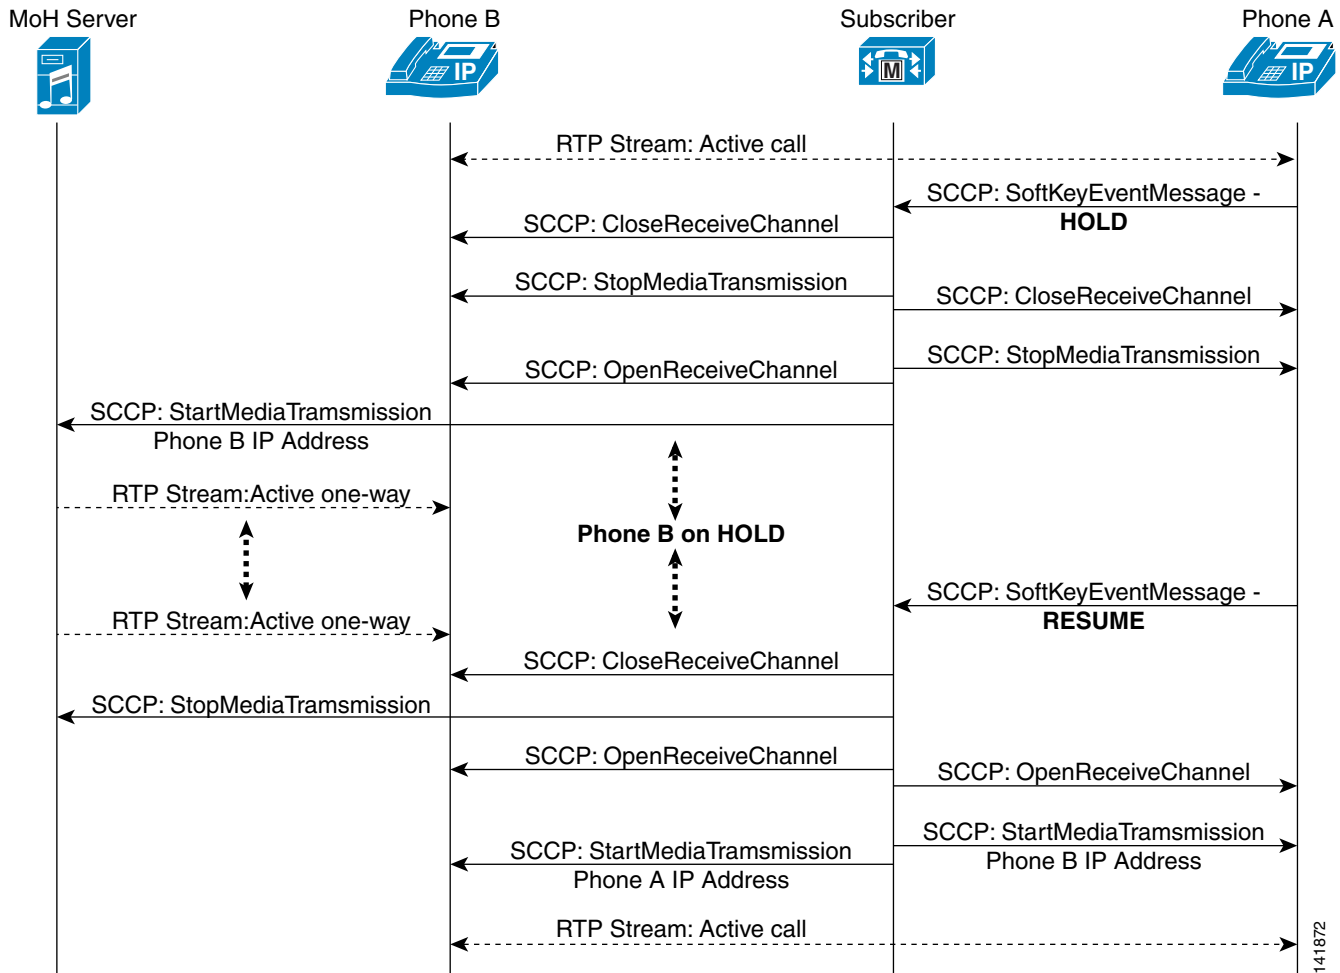 MoH Server
Phone B
Subscriber
Phone A
IP
M
IP
RTP Stream: Active call
SCCP: SoftKeyEventMessage -
HOLD
SCCP: CloseReceiveChannel
SCCP: StopMediaTransmission
SCCP: CloseReceiveChannel
SCCP: StopMediaTransmission
SCCP: OpenReceiveChannel
SCCP: StartMediaTramsmission
Phone B IP Address
RTP Stream:Active one-way
Phone B on HOLD
SCCP: SoftKeyEventMessage -
RESUME
RTP Stream:Active one-way
SCCP: CloseReceiveChannel
SCCP: StopMediaTramsmission
SCCP: OpenReceiveChannel
SCCP: OpenReceiveChannel
SCCP: StartMediaTramsmission
Phone B IP Address
SCCP: StartMediaTramsmission
Phone A IP Address
RTP Stream: Active call
141872